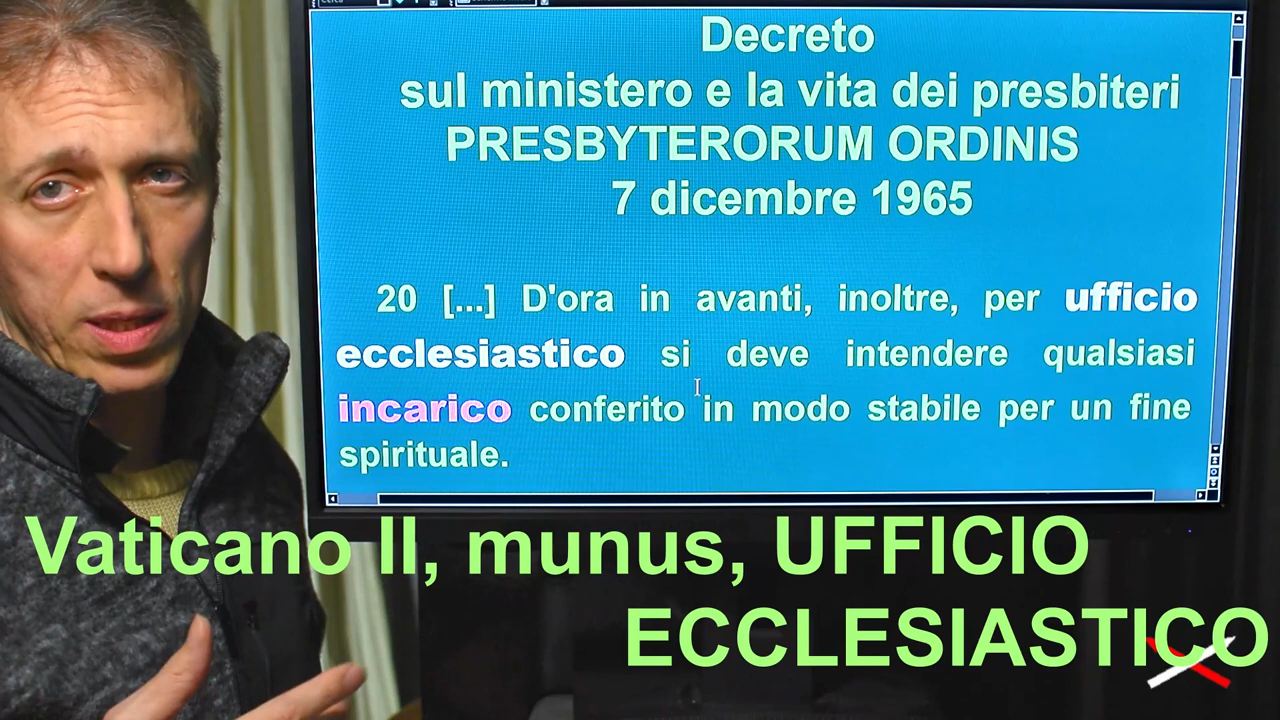 Decreto
sul ministero e la vita dei presbiteri
PRESBYTERORUM ORDINIS
7 dicembre 1965
20 [...] D'ora in avanti, inoltre, per ufficio
ecclesiastico si deve intendere qualsiasi
incarico conferito in modo stabile per un fine
spirituale.
Vaticano II, munus, UFFICIO
ECCLESIASTICO